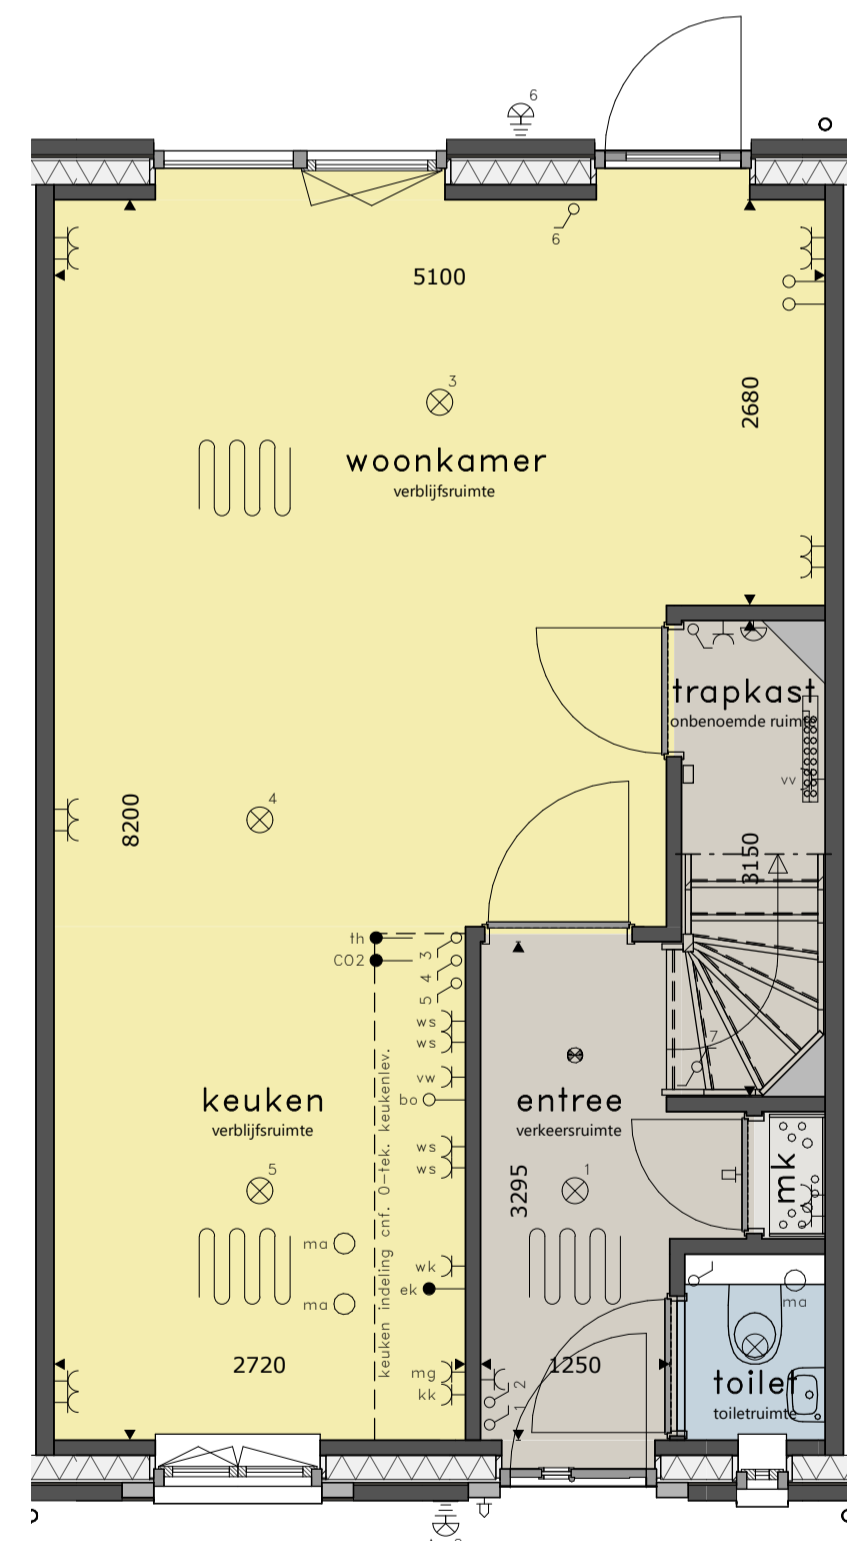 6
6
5100
3
2680
woonkamer
verblijfsruimte
trapkast
onbenoemde ruimte
vv
4
8200
3150
th
CO2
3
4
5
ws
ws
vw
bo
7
keuken
verblijfsruimte
entree
verkeersruimte
ws
ws
mk
5
1
3295
keuken indeling cnf. 0-tek. keukenlev.
ma
ma
wk
ek
ma
2720
1250
mg
kk
2
1
toilet
toiletruimte